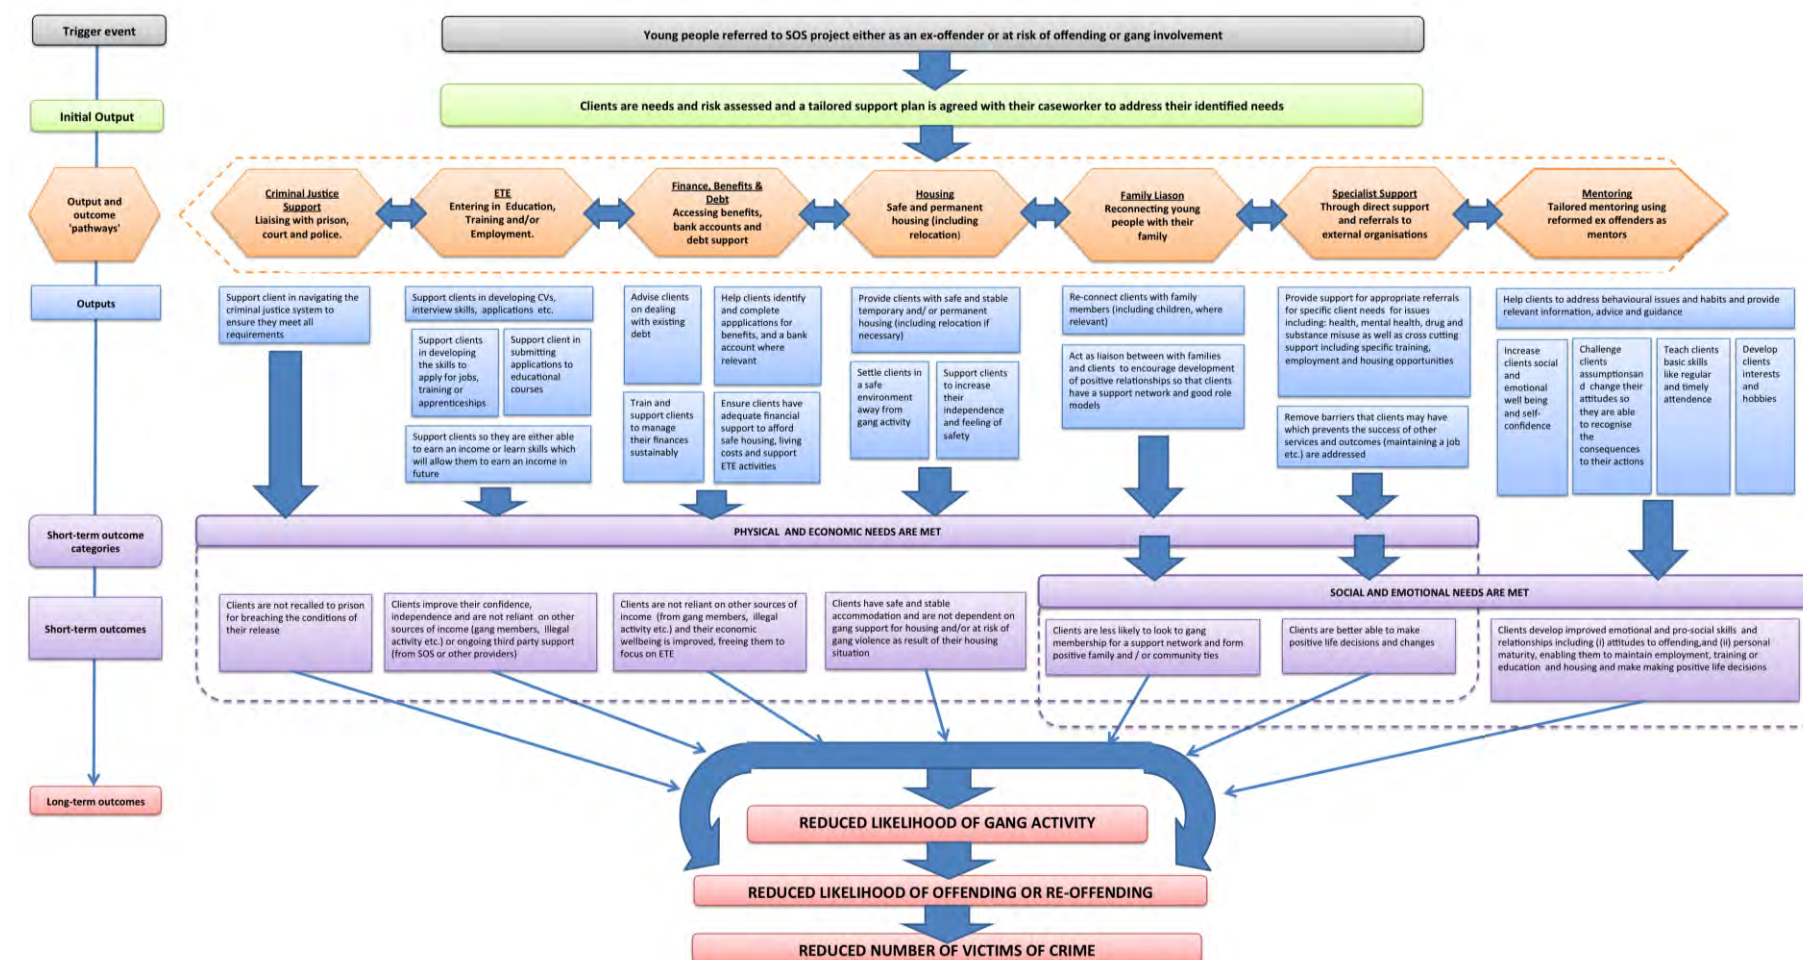 Trigger event
Young people referred to SOS project either as an ex-offender or at risk of offending or gang involvement
Initial Output
Clients are needs and risk assessed and a tailored support plan is agreed with their caseworker to address their identified needs
Output and
outcome
'pathways'
Criminal Justice
Support
Liaising with prison,
court and police.
ETE
Entering in Education,
Training and/or
Employment.
Finance, Benefits &
Debt
Accessing benefits,
bank accounts and
debt support
Housing
Safe and permanent
housing (including
relocation)
Family Liason
Reconnecting young
people with their
family
Specialist Support
Through direct support
and referrals to
external organisations
Mentoring
Tailored mentoring using
reformed ex offenders as
mentors
Outputs
Support client in navigating the
criminal justice system to
ensure they meet all
requirements
Support clients in developing CVs,
interview skills, applications etc.
Support clients
in developing
the skills to
apply for jobs,
training or
apprenticeships
Support client in
submitting
applications to
educational
courses
Support clients so they are either able
to earn an income or learn skills which
will allow them to earn an income in
future
Advise clients
on dealing
with existing
debt
Help clients identify
and complete
appplications for
benefits, and a bank
account where
relevant
Train and
support clients
to manage
their finances
sustainably
Ensure clients have
adequate financial
support to afford
safe housing, living
costs and support
ETE activities
Provide clients with safe and stable
temporary and/ or permanent
housing (including relocation if
necessary)
Settle clients in
a safe
environment
away from
gang activity
Support clients
to increase
their
independence
and feeling of
safety
Re-connect clients with family
members (including children, where
relevant)
Act as liaison between with families
and clients to encourage development
of positive relationships so that clients
have a support network and good role
models
Provide support for appropriate referrals
for specific client needs for issues
including: health, mental health, drug and
substance misuse as well as cross cutting
support including specific training,
employment and housing opportunities
Remove barriers that clients may have
which prevents the success of other
services and outcomes (maintaining a job
etc.) are addressed
Help clients to address behavioural issues and habits and provide
relevant information, advice and guidance
Increase
clients social
and
emotional
well being
and self-
confidence
Challenge
clients
assumptionsan
d change their
attitudes so
they are able
to recognise
the
consequences
to their actions
Teach clients
basic skills
like regular
and timely
attendence
Develop
clients
interests
and
hobbies
Short-term outcome
categories
PHYSICAL AND ECONOMIC NEEDS ARE MET
SOCIAL AND EMOTIONAL NEEDS ARE MET
Short-term outcomes
Clients are not recalled to prison
for breaching the conditions of
their release
Clients improve their confidence,
independence and are not reliant on other
sources of income (gang members, illegal
activity etc.) or ongoing third party support
(from SOS or other providers)
Clients are not reliant on other sources of
income (from gang members, illegal
activity etc.) and their economic
wellbeing is improved, freeing them to
focus on ETE
Clients have safe and stable
accommodation and are not dependent on
gang support for housing and/or at risk of
gang violence as result of their housing
situation
Clients are less likely to look to gang
membership for a support network and form
positive family and / or community ties
Clients are better able to make
positive life decisions and changes
Clients develop improved emotional and pro-social skills and
relationships including (i) attitudes to offending,and (ii) personal
maturity, enabling them to maintain employment, training or
education and housing and make making positive life decisions
Long-term outcomes
REDUCED LIKELIHOOD OF GANG ACTIVITY
REDUCED LIKELIHOOD OF OFFENDING OR RE-OFFENDING
REDUCED NUMBER OF VICTIMS OF CRIME